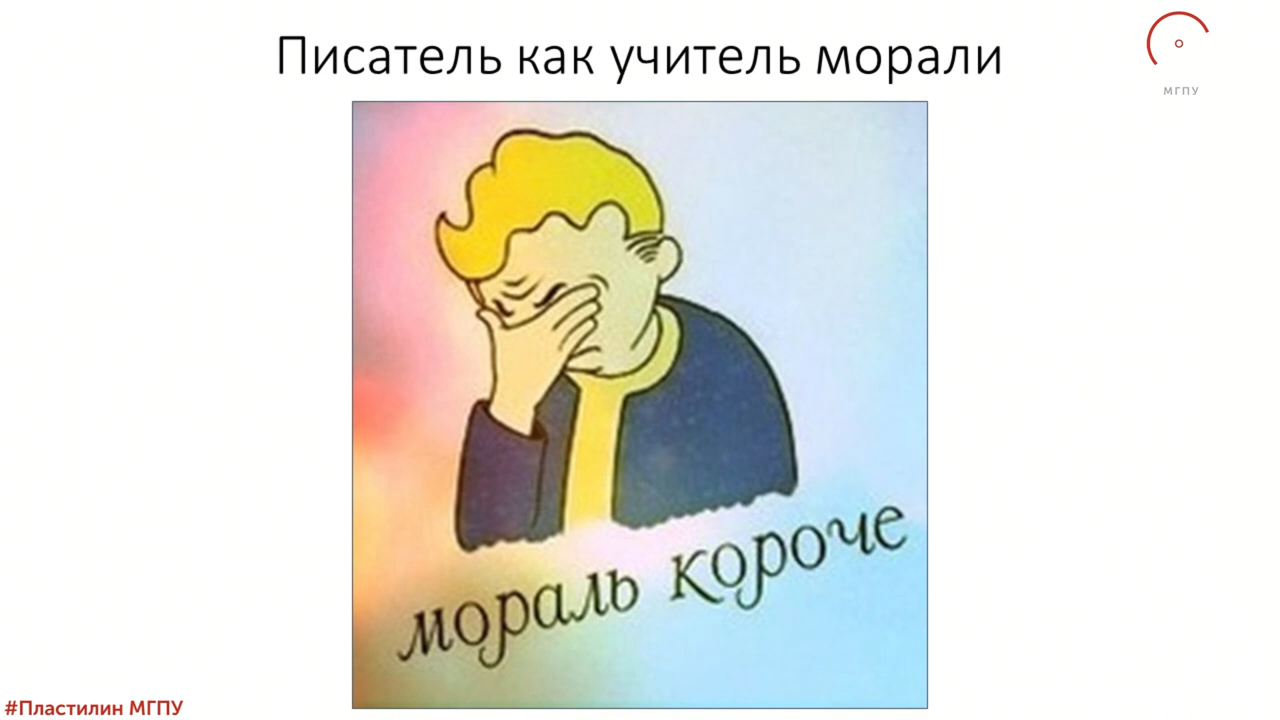 Писатель как учитель морали
МГПУ
мораль короче
#Пластилин МГПУ